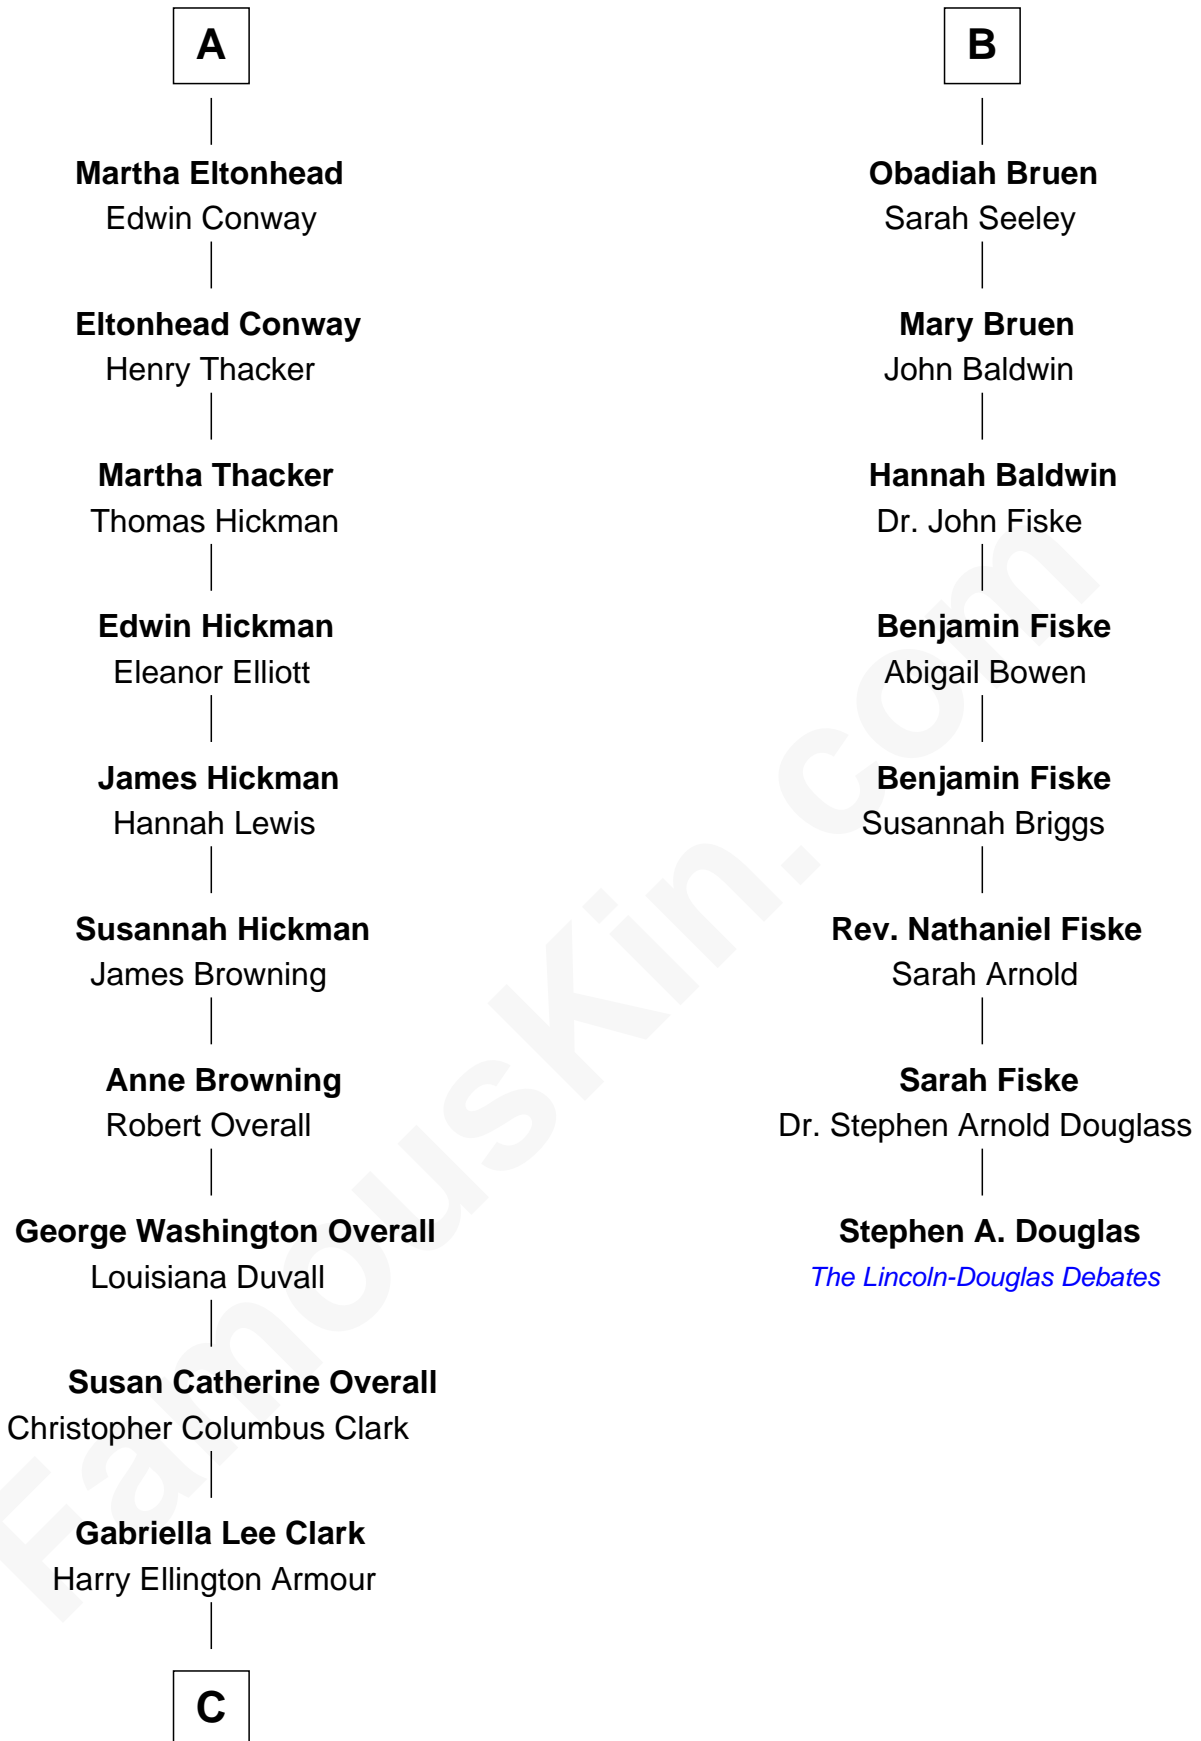 A
Martha Eltonhead
Edwin Conway
Eltonhead Conway
Henry Thacker
Martha Thacker
Thomas Hickman
Edwin Hickman
Eleanor Elliott
James Hickman
Hannah Lewis
Susannah Hickman
James Browning
Anne Browning
Robert Overall
George Washington Overall
Louisiana Duvall
Susan Catherine Overall
Christopher Columbus Clark
Gabriella Lee Clark
Harry Ellington Armour
C
B
Obadiah Bruen
Sarah Seeley
Mary Bruen
John Baldwin
Hannah Baldwin
Dr. John Fiske
Benjamin Fiske
Abigail Bowen
Benjamin Fiske
Susannah Briggs
Rev. Nathaniel Fiske
Sarah Arnold
Sarah Fiske
Dr. Stephen Arnold Douglass
Stephen A. Douglas
The Lincoln-Douglas Debates
FamousKin.com